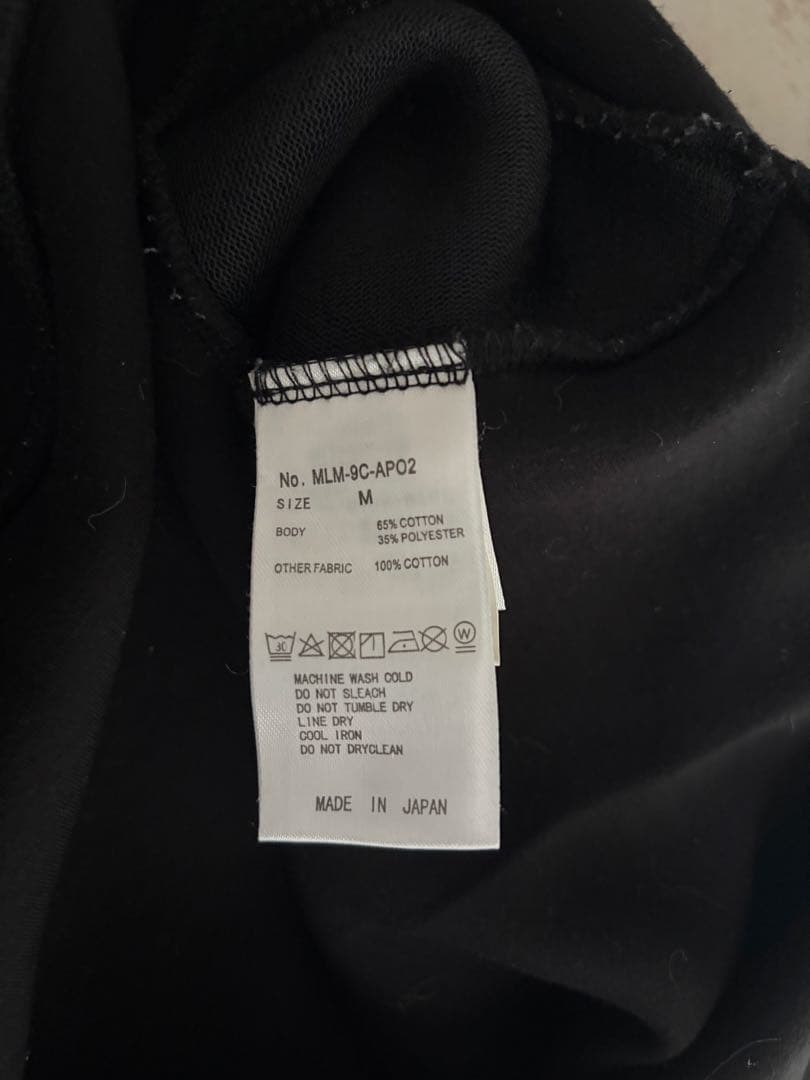 No. MLM-9C-AP02
SIZE M
BODY 65% COTTON
35% POLYESTER
OTHER FABRIC 100% COTTON
30 W
MACHINE WASH COLD
DO NOT SLEACH
DO NOT TUMBLE DRY
LINE DRY
COOL IRON
DO NOT DRYCLEAN
MADE IN JAPAN